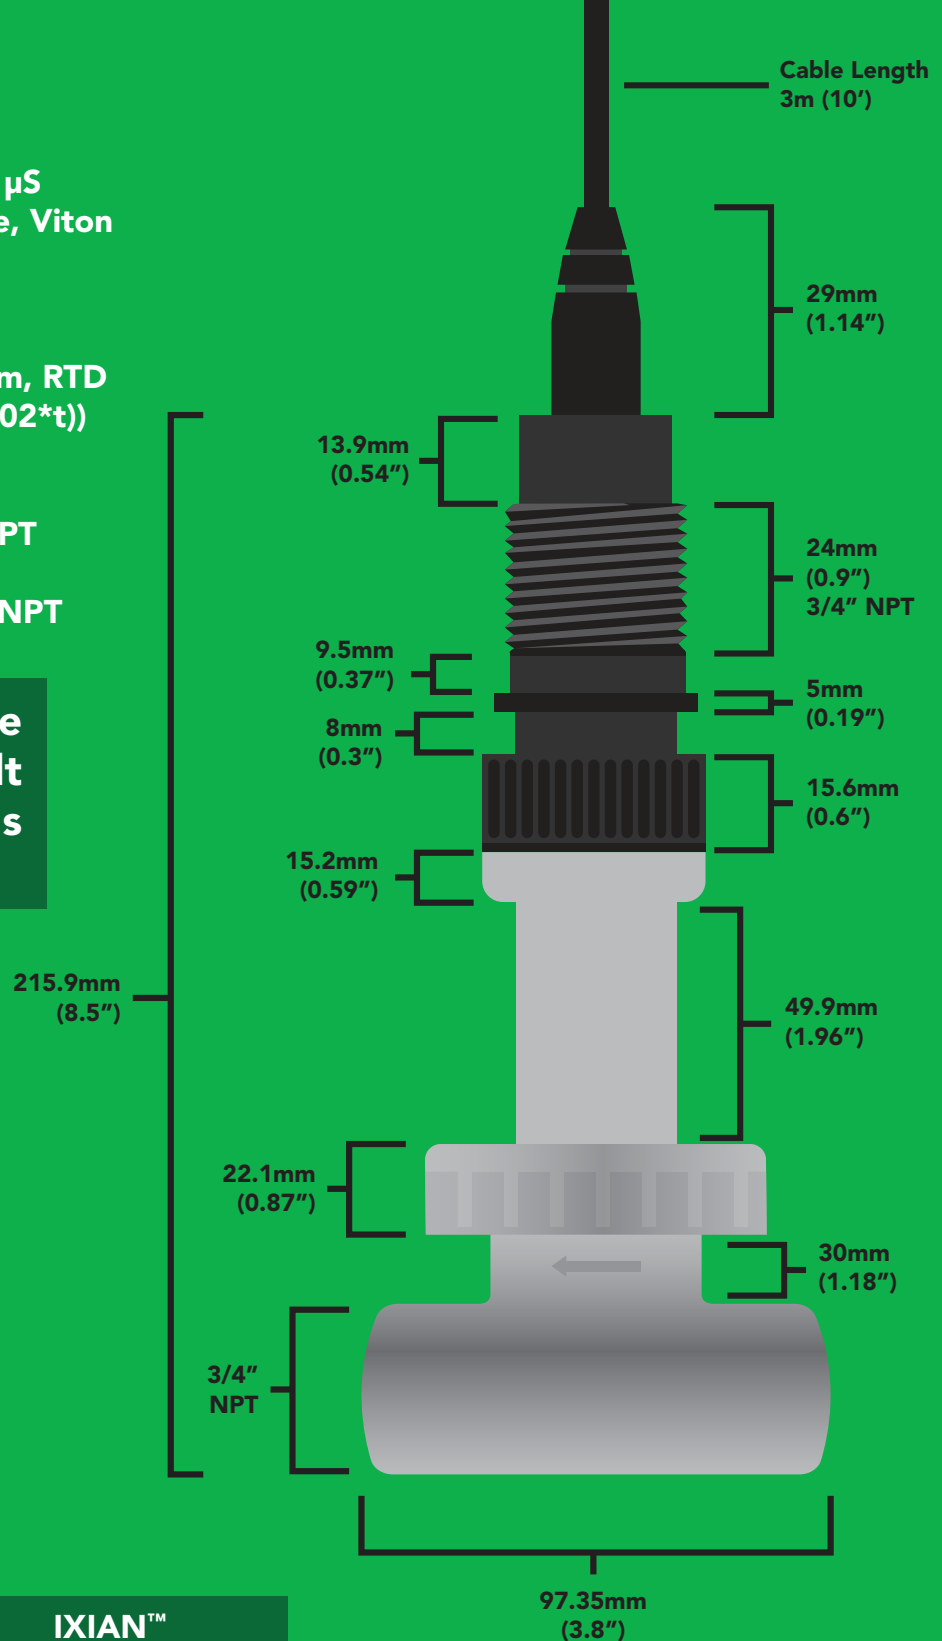 Cable Length
3m (10′)
µS
, Viton
29mm
(1.14″)
, RTD
02*t))
13.9mm
(0.54″)
24mm
(0.9″)
3/4″ NPT
PT
NPT
9.5mm
(0.37″)
5mm
(0.19″)
8mm
(0.3″)
15.6mm
(0.6″)
15.2mm
(0.59″)
215.9mm
(8.5″)
49.9mm
(1.96″)
22.1mm
(0.87″)
30mm
(1.18″)
3/4″
NPT
97.35mm
(3.8″)
IXIAN™